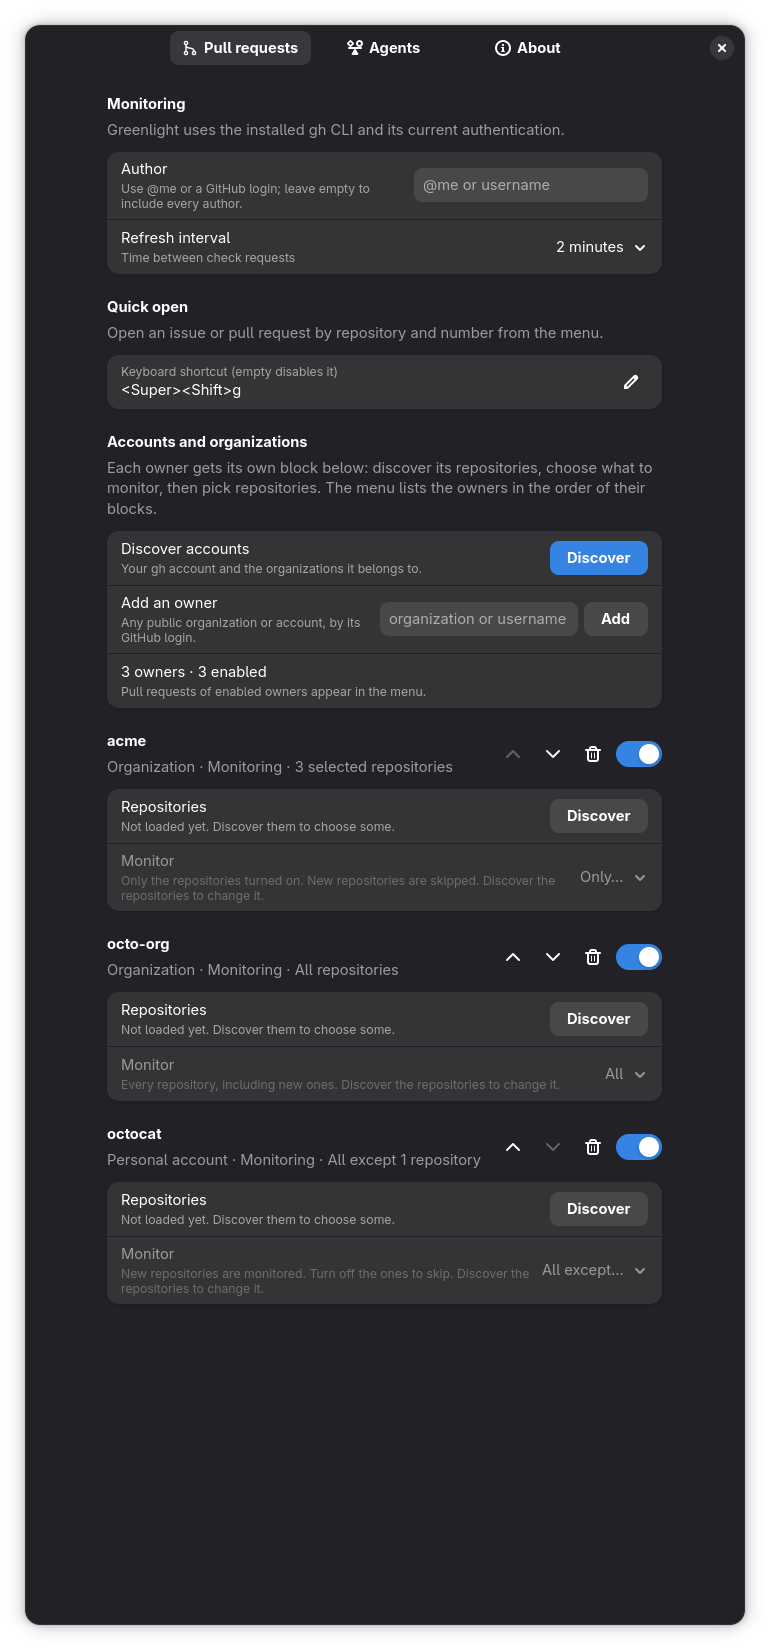 Pull requests
Agents
About
Monitoring
Greenlight uses the installed gh CLI and its current authentication.
Author
Use @me or a GitHub login; leave empty to
include every author.
@me or username
Refresh interval
Time between check requests
2 minutes
Quick open
Open an issue or pull request by repository and number from the menu.
Keyboard shortcut (empty disables it)
<Super><Shift>g
Accounts and organizations
Each owner gets its own block below: discover its repositories, choose what to
monitor, then pick repositories. The menu lists the owners in the order of their
blocks.
Discover accounts
Your gh account and the organizations it belongs to.
Discover
Add an owner
Any public organization or account, by its
GitHub login.
organization or username
Add
3 owners · 3 enabled
Pull requests of enabled owners appear in the menu.
acme
Organization · Monitoring · 3 selected repositories
Repositories
Not loaded yet. Discover them to choose some.
Discover
Monitor
Only the repositories turned on. New repositories are skipped. Discover the
repositories to change it.
Only...
octo-org
Organization · Monitoring · All repositories
Repositories
Not loaded yet. Discover them to choose some.
Discover
Monitor
Every repository, including new ones. Discover the repositories to change it.
All
octocat
Personal account · Monitoring · All except 1 repository
Repositories
Not loaded yet. Discover them to choose some.
Discover
Monitor
New repositories are monitored. Turn off the ones to skip. Discover the
repositories to change it.
All except...